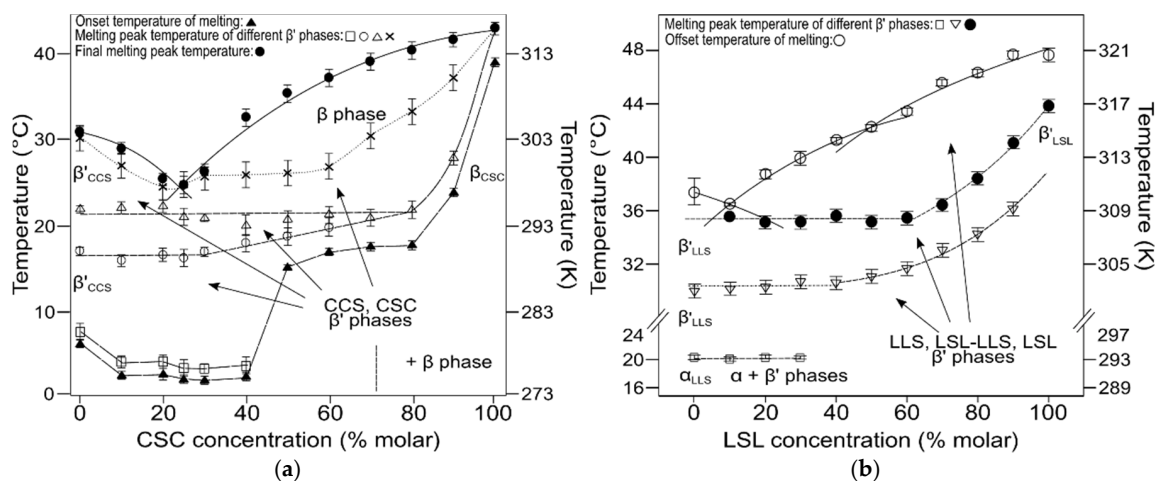 Onset temperature of melting:
Melting peak temperature of different β' phases:
Final melting peak temperature:
40
30
20
10
0
Temperature (°C)
313
303
293
283
273
Temperature (K)
β phase
β'CCS
βCSC
β'CCS
CCS, CSC
β' phases
+ β phase
0 20 40 60 80 100
CSC concentration (% molar)
(a)
Melting peak temperature of different β' phases:
Offset temperature of melting:
48
44
40
36
32
24
20
16
Temperature (°C)
321
317
313
309
305
297
293
289
Temperature (K)
β'LSL
β'LLS
β'LLS
LLS, LSL-LLS, LSL
β' phases
αLLS α + β' phases
0 20 40 60 80 100
LSL concentration (% molar)
(b)